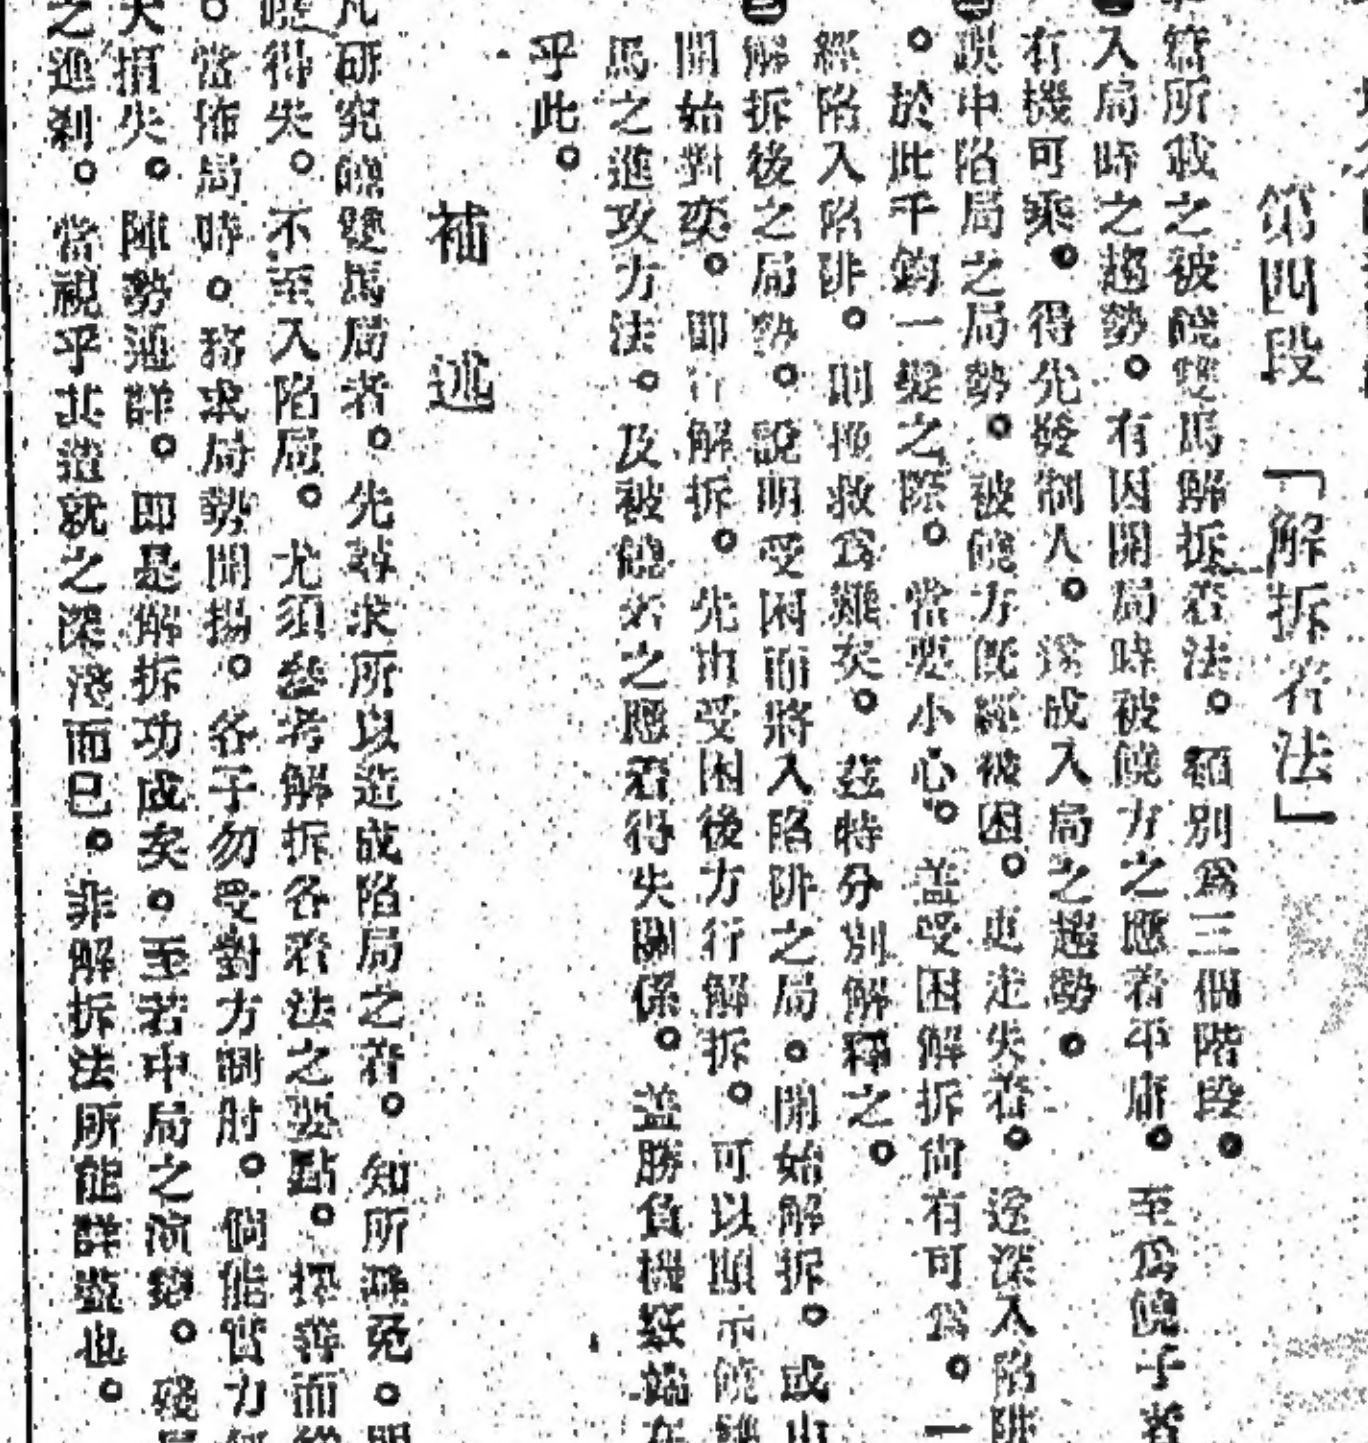 第四段 「解拆着法」
篇所載之被饒雙馬解拆着法。類別爲三個階段。
入局時之趨勢。有因開局時被饒方之應着平庸。至爲饒子者
有機可乘。得先發制人。遂成入局之趨勢。
誤中陷局之局勢。被饒方既經被困。更走失着。遂深入陷阱
。於此千鈞一髮之際。當要小心。蓋受困解拆尙有可爲。一
經陷入陷阱。則挽救爲難矣。茲特分別解釋之。
解拆後之局勢。說明受困而將入陷阱之局。開始解拆。或由
開始對奕。即行解拆。先由受困後方行解拆。可以顯示饒雙
馬之進攻方法。及被饒者之應着得失關係。蓋勝負機縶端在
乎此。
補述
凡研究饒雙馬局者。先尋求所以造成陷局之着。知所避免。明
曉得失。不至入陷局。尤須參考解拆各着法之要點。擇善而從
。當佈局時。務求局勢開揚。各子勿受對方制肘。倘能實力
大損失。陣勢通詳。即是解拆功成矣。至若中局之演變。殘局
之進剎。當視乎其造就之深淺而已。非解拆法所能詳並也。